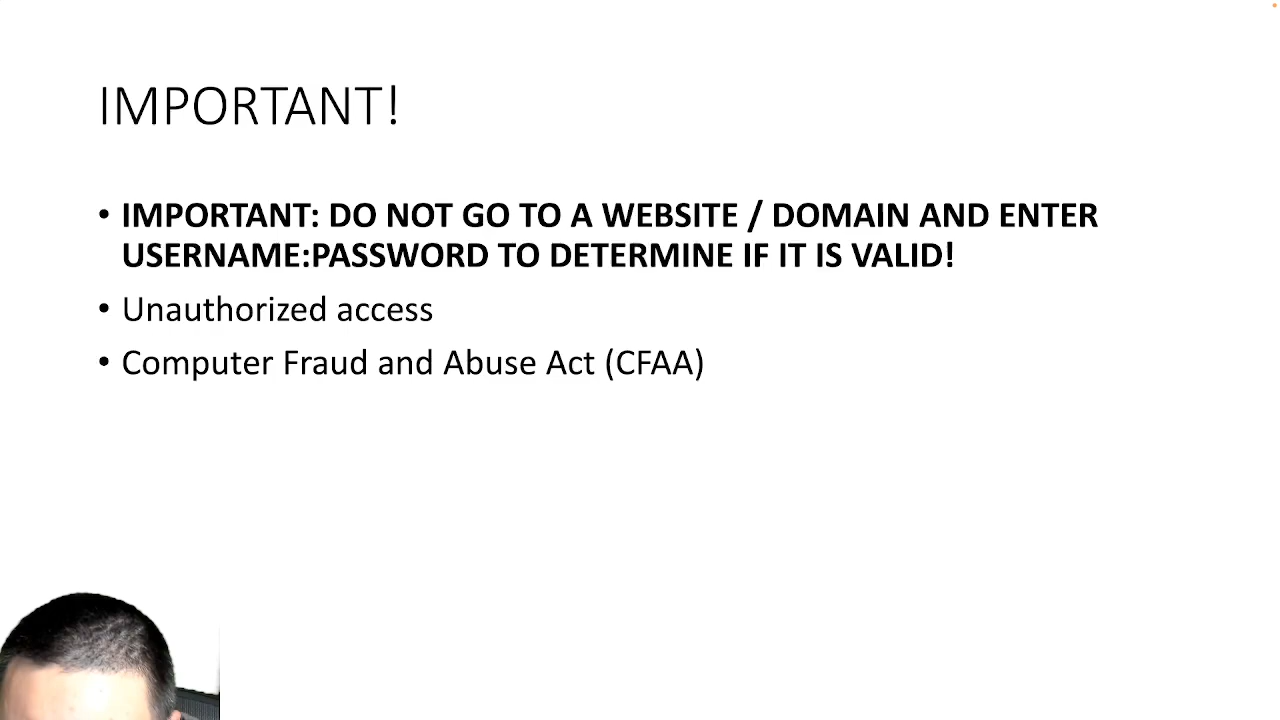 IMPORTANT!
• IMPORTANT: DO NOT GO TO A WEBSITE / DOMAIN AND ENTER
USERNAME:PASSWORD TO DETERMINE IF IT IS VALID!
• Unauthorized access
• Computer Fraud and Abuse Act (CFAA)